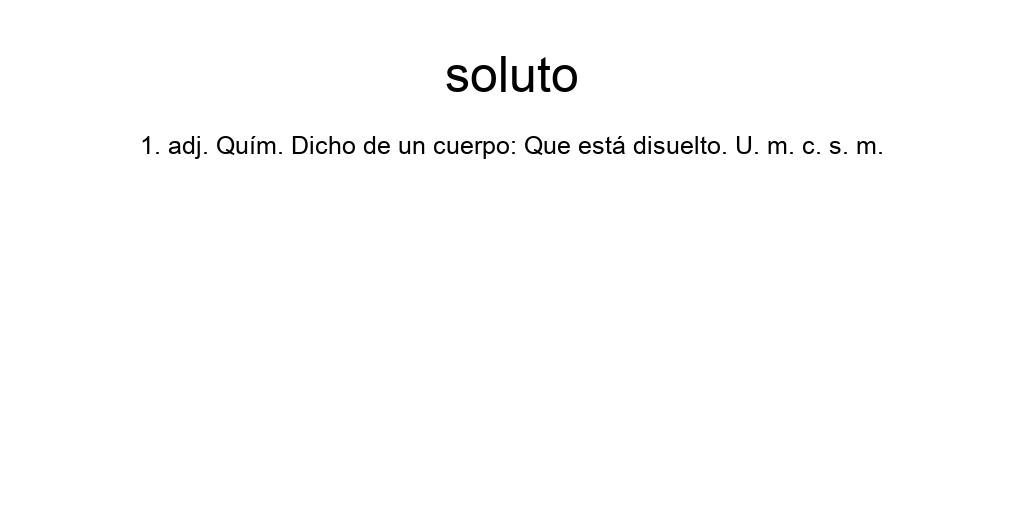 soluto
1. adj. Quím. Dicho de un cuerpo: Que está disuelto. U. m. c. s. m.